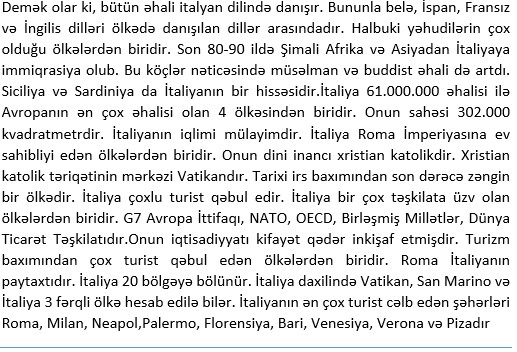 Demək olar ki, bütün əhali italyan dilində danışır. Bununla belə, İspan, Fransız
və İngilis dilləri ölkədə danışılan dillər arasındadır. Halbuki yəhudilərin çox
olduğu ölkələrdən biridir. Son 80-90 ildə Şimali Afrika və Asiyadan İtaliyaya
immiqrasiya olub. Bu köçlər nəticəsində müsəlman və buddist əhali də artdı.
Siciliya və Sardiniya da İtaliyanın bir hissəsidir.İtaliya 61.000.000 əhalisi ilə
Avropanın ən çox əhalisi olan 4 ölkəsindən biridir. Onun sahəsi 302.000
kvadratmetrdir. İtaliyanın iqlimi mülayimdir. İtaliya Roma İmperiyasına ev
sahibliyi edən ölkələrdən biridir. Onun dini inancı xristian katolikdir. Xristian
katolik təriqətinin mərkəzi Vatikandır. Tarixi irs baxımından son dərəcə zəngin
bir ölkədir. İtaliya çoxlu turist qəbul edir. İtaliya bir çox təşkilata üzv olan
ölkələrdən biridir. G7 Avropa İttifaqı, NATO, OECD, Birləşmiş Millətlər, Dünya
Ticarət Təşkilatıdır.Onun iqtisadiyyatı kifayət qədər inkişaf etmişdir. Turizm
baxımından çox turist qəbul edən ölkələrdən biridir. Roma İtaliyanın
paytaxtıdır. İtaliya 20 bölgəyə bölünür. İtaliya daxilində Vatikan, San Marino və
İtaliya 3 fərqli ölkə hesab edilə bilər. İtaliyanın ən çox turist cəlb edən şəhərləri
Roma, Milan, Neapol,Palermo, Florensiya, Bari, Venesiya, Verona və Pizadır